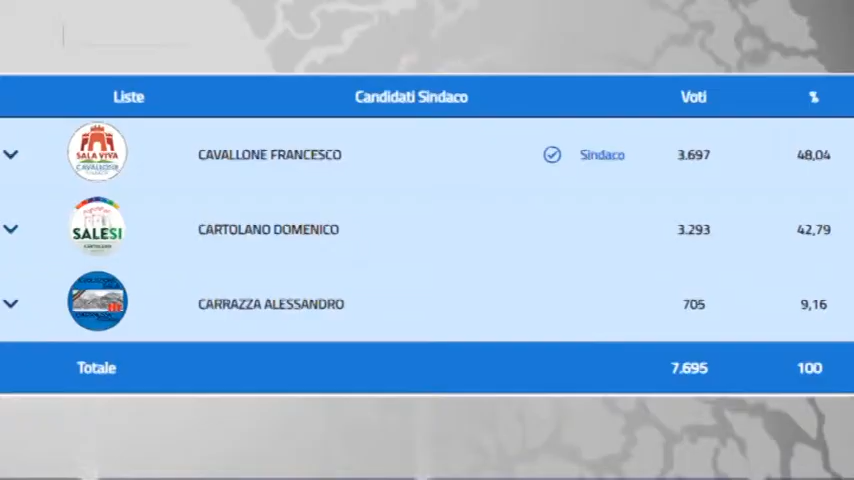 Liste Candidati Sindaco Voti %
SALA VIVA
CAVALLONE
CAVALLONE FRANCESCO Sindaco 3.697 48,04
SALESI
CARTOLANO
CARTOLANO DOMENICO 3.293 42,79
CARRAZZA ALESSANDRO 705 9,16
Totale 7.695 100